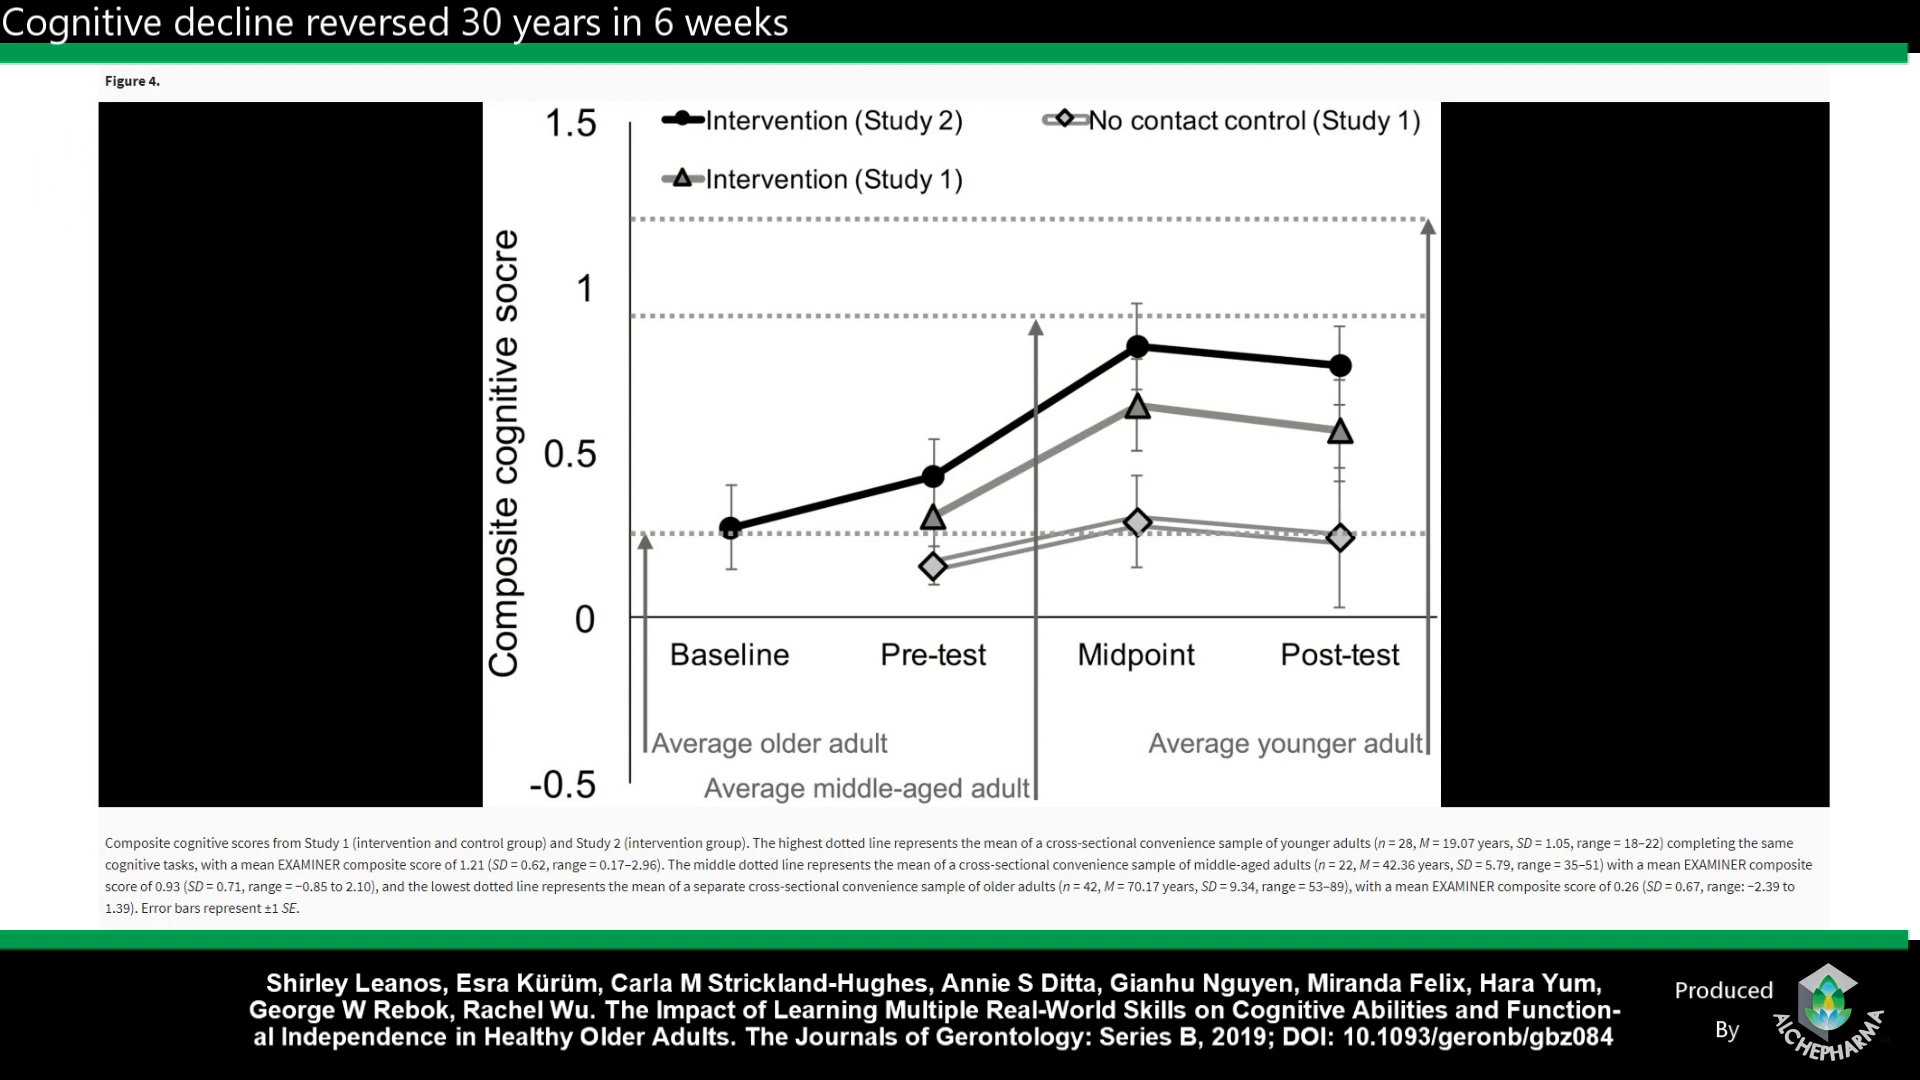 Cognitive decline reversed 30 years in 6 weeks
Figure 4.
1.5
Intervention (Study 2)
No contact control (Study 1)
Intervention (Study 1)
Composite cognitive socre
1
0.5
0
Baseline
Pre-test
Midpoint
Post-test
Average older adult
Average younger adult
-0.5
Average middle-aged adult
Composite cognitive scores from Study 1 (intervention and control group) and Study 2 (intervention group). The highest dotted line represents the mean of a cross-sectional convenience sample of younger adults (n = 28, M = 19.07 years, SD = 1.05, range = 18–22) completing the same
cognitive tasks, with a mean EXAMINER composite score of 1.21 (SD = 0.62, range = 0.17–2.96). The middle dotted line represents the mean of a cross-sectional convenience sample of middle-aged adults (n = 22, M = 42.36 years, SD = 5.79, range = 35–51) with a mean EXAMINER composite
score of 0.93 (SD = 0.71, range = −0.85 to 2.10), and the lowest dotted line represents the mean of a separate cross-sectional convenience sample of older adults (n = 42, M = 70.17 years, SD = 9.34, range = 53–89), with a mean EXAMINER composite score of 0.26 (SD = 0.67, range: −2.39 to
1.39). Error bars represent ±1 SE.
Shirley Leanos, Esra Kürüm, Carla M Strickland-Hughes, Annie S Ditta, Gianhu Nguyen, Miranda Felix, Hara Yum,
George W Rebok, Rachel Wu. The Impact of Learning Multiple Real-World Skills on Cognitive Abilities and Function-
al Independence in Healthy Older Adults. The Journals of Gerontology: Series B, 2019; DOI: 10.1093/geronb/gbz084
Produced
By
ALCHEPHARMA